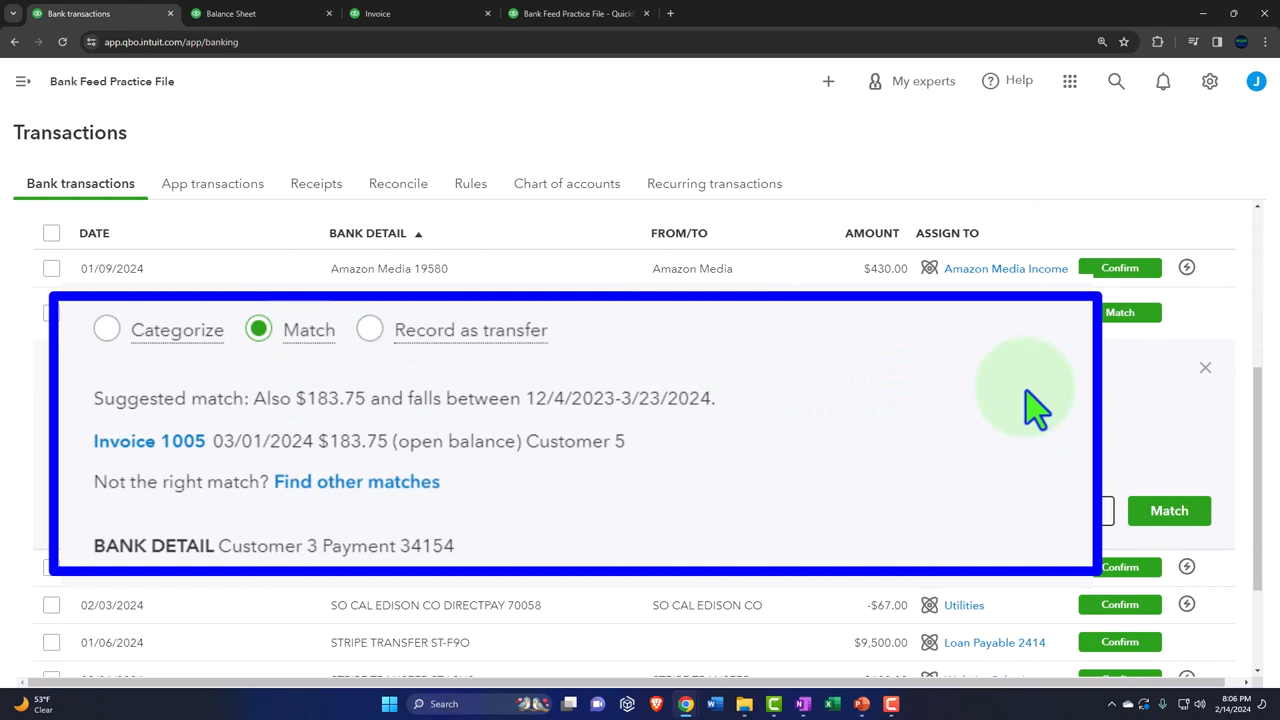 Bank transactions
Balance Sheet
Invoice
Bank Feed Practice File - Quick
qbo.intuit.com/app/banking
Bank Feed Practice File
My experts
Help
J
Transactions
Bank transactions
App transactions
Receipts
Reconcile
Rules
Chart of accounts
Recurring transactions
DATE BANK DETAIL FROM/TO AMOUNT ASSIGN TO
01/09/2024 Amazon Media 19580 Amazon Media $430.00 Amazon Media Income Confirm
Match
Categorize Match Record as transfer
Suggested match: Also $183.75 and falls between 12/4/2023-3/23/2024.
Invoice 1005 03/01/2024 $183.75 (open balance) Customer 5
Not the right match? Find other matches
Match
BANK DETAIL Customer 3 Payment 34154
Confirm
02/03/2024 SO CAL EDISON CO DIRECTPAY 70058 SO CAL EDISON CO -$67.00 Utilities Confirm
01/06/2024 STRIPE TRANSFER ST-F9O $9,500.00 Loan Payable 2414 Confirm
53°F
Clear
Search
8:06 PM
2/14/2024